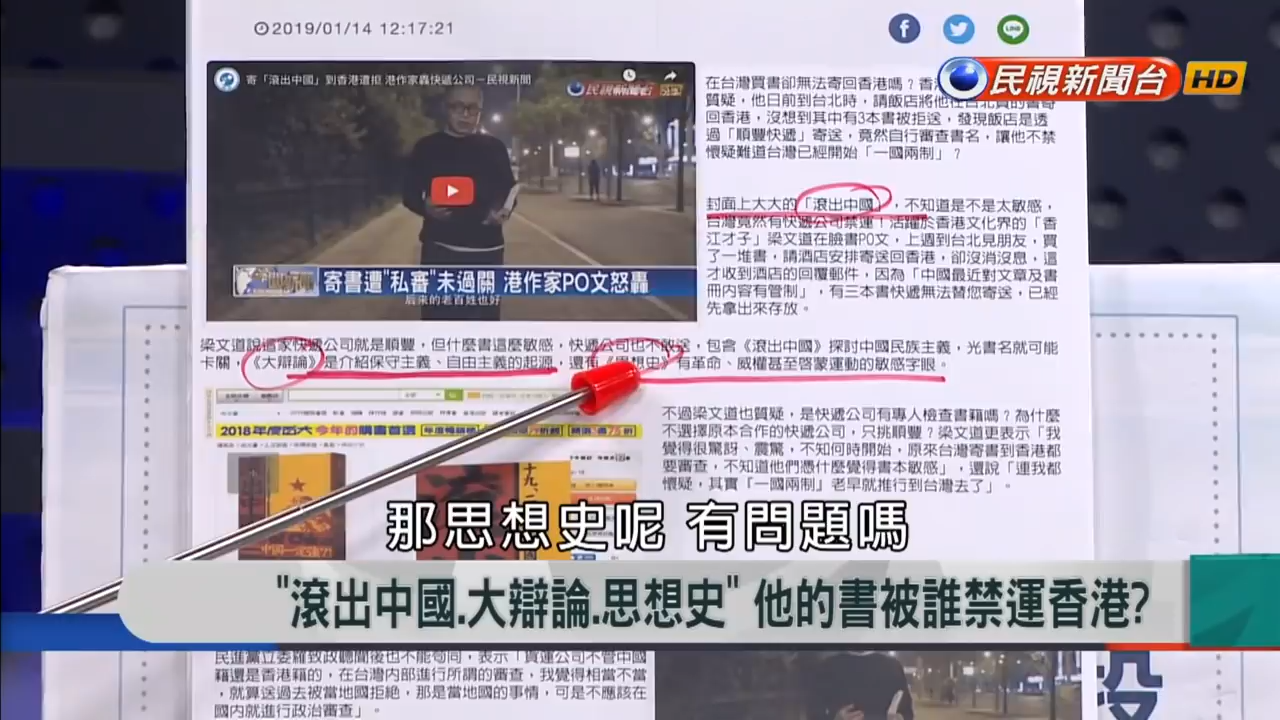 2019/01/14 12:17:21
民視新聞台 HD
寄「滾出中國」到香港遭拒 港作家轟快遞公司－民視新聞
寄書遭"私審"未過關 港作家PO文怒轟
后来的老百姓也好
在台灣買書卻無法寄回香港嗎？香
質疑，他日前到台北時，請飯店將他在台北買的書寄
回香港，沒想到其中有3本書被拒送，發現飯店是透
過「順豐快遞」寄送，竟然自行審查書名，讓他不禁
懷疑難道台灣已經開始「一國兩制」？
封面上大大的「滾出中國」，不知道是不是太敏感，
台灣竟然有快遞公司禁運！活躍於香港文化界的「香
江才子」梁文道在臉書PO文，上週到台北見朋友，買
了一堆書，請酒店安排寄送回香港，卻沒消沒息，這
才收到酒店的回覆郵件，因為「中國最近對文章及書
冊內容有管制」，有三本書快遞無法替您寄送，已經
先拿出來存放。
梁文道說這家快遞公司就是順豐，但什麼書這麼敏感，快遞公司也不敢送，包含《滾出中國》探討中國民族主義，光書名就可能
卡關，《大辯論》是介紹保守主義、自由主義的起源，還有《思想史》有革命、威權甚至啓蒙運動的敏感字眼。
2018年度四大今年的購書首選
不過梁文道也質疑，是快遞公司有專人檢查書籍嗎？為什麼
不選擇原本合作的快遞公司，只挑順豐？梁文道更表示「我
覺得很驚訝、震驚，不知何時開始，原來台灣寄書到香港都
要審查，不知道他們憑什麼覺得書本敏感」，還說「連我都
懷疑，其實『一國兩制』老早就推行到台灣去了」。
那思想史呢 有問題嗎
"滾出中國.大辯論.思想史" 他的書被誰禁運香港?
民進黨立委羅致政聽聞後也不能苟同，表示「貨運公司不管中國
籍還是香港籍的，在台灣內部進行所謂的審查，我覺得相當不當
，就算送過去被當地國拒絕，那是當地國的事情，可是不應該在
國內就進行政治審查」。
投